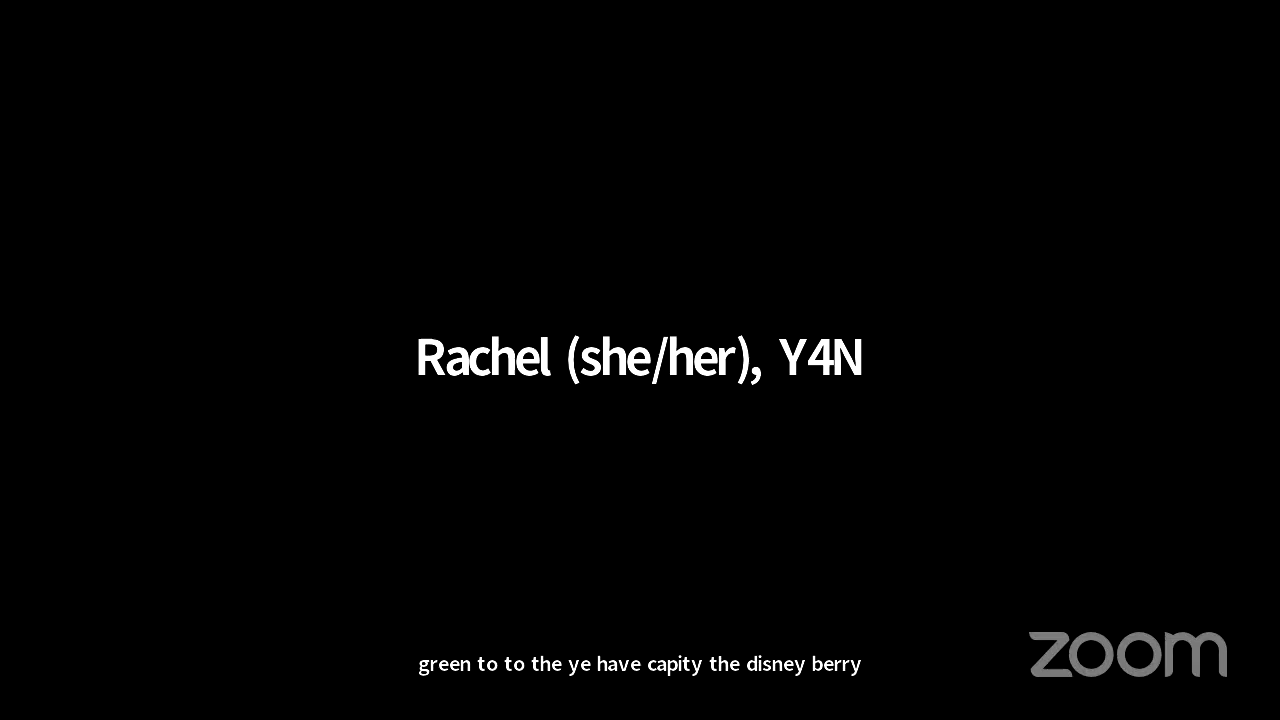 Rachel (she/her), Y4N
green to to the ye have capity the disney berry
zoom